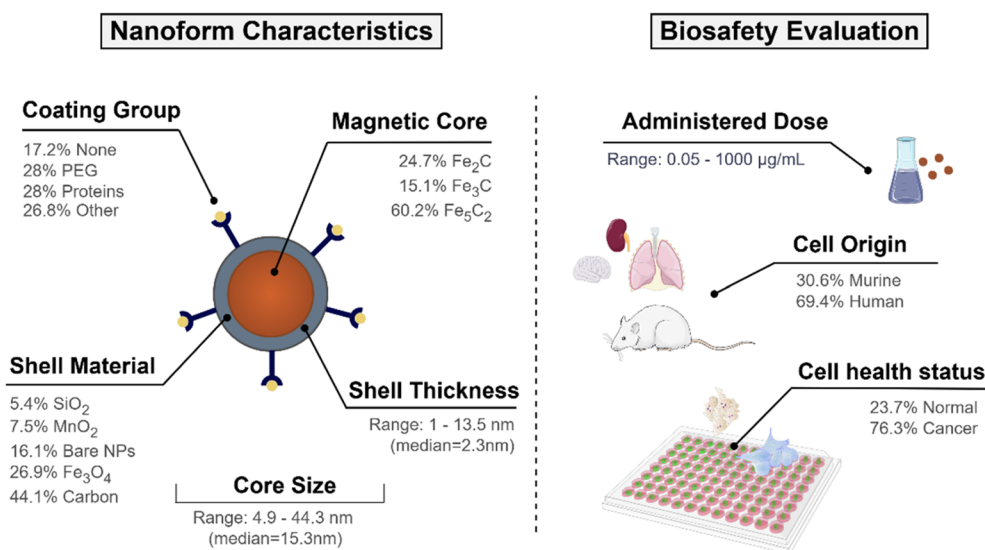 Nanoform Characteristics
Coating Group
17.2% None
28% PEG
28% Proteins
26.8% Other
Magnetic Core
24.7% Fe₂C
15.1% Fe₃C
60.2% Fe₅C₂
Shell Material
5.4% SiO₂
7.5% MnO₂
16.1% Bare NPs
26.9% Fe₃O₄
44.1% Carbon
Shell Thickness
Range: 1 - 13.5 nm
(median=2.3nm)
Core Size
Range: 4.9 - 44.3 nm
(median=15.3nm)
Biosafety Evaluation
Administered Dose
Range: 0.05 - 1000 µg/mL
Cell Origin
30.6% Murine
69.4% Human
Cell health status
23.7% Normal
76.3% Cancer